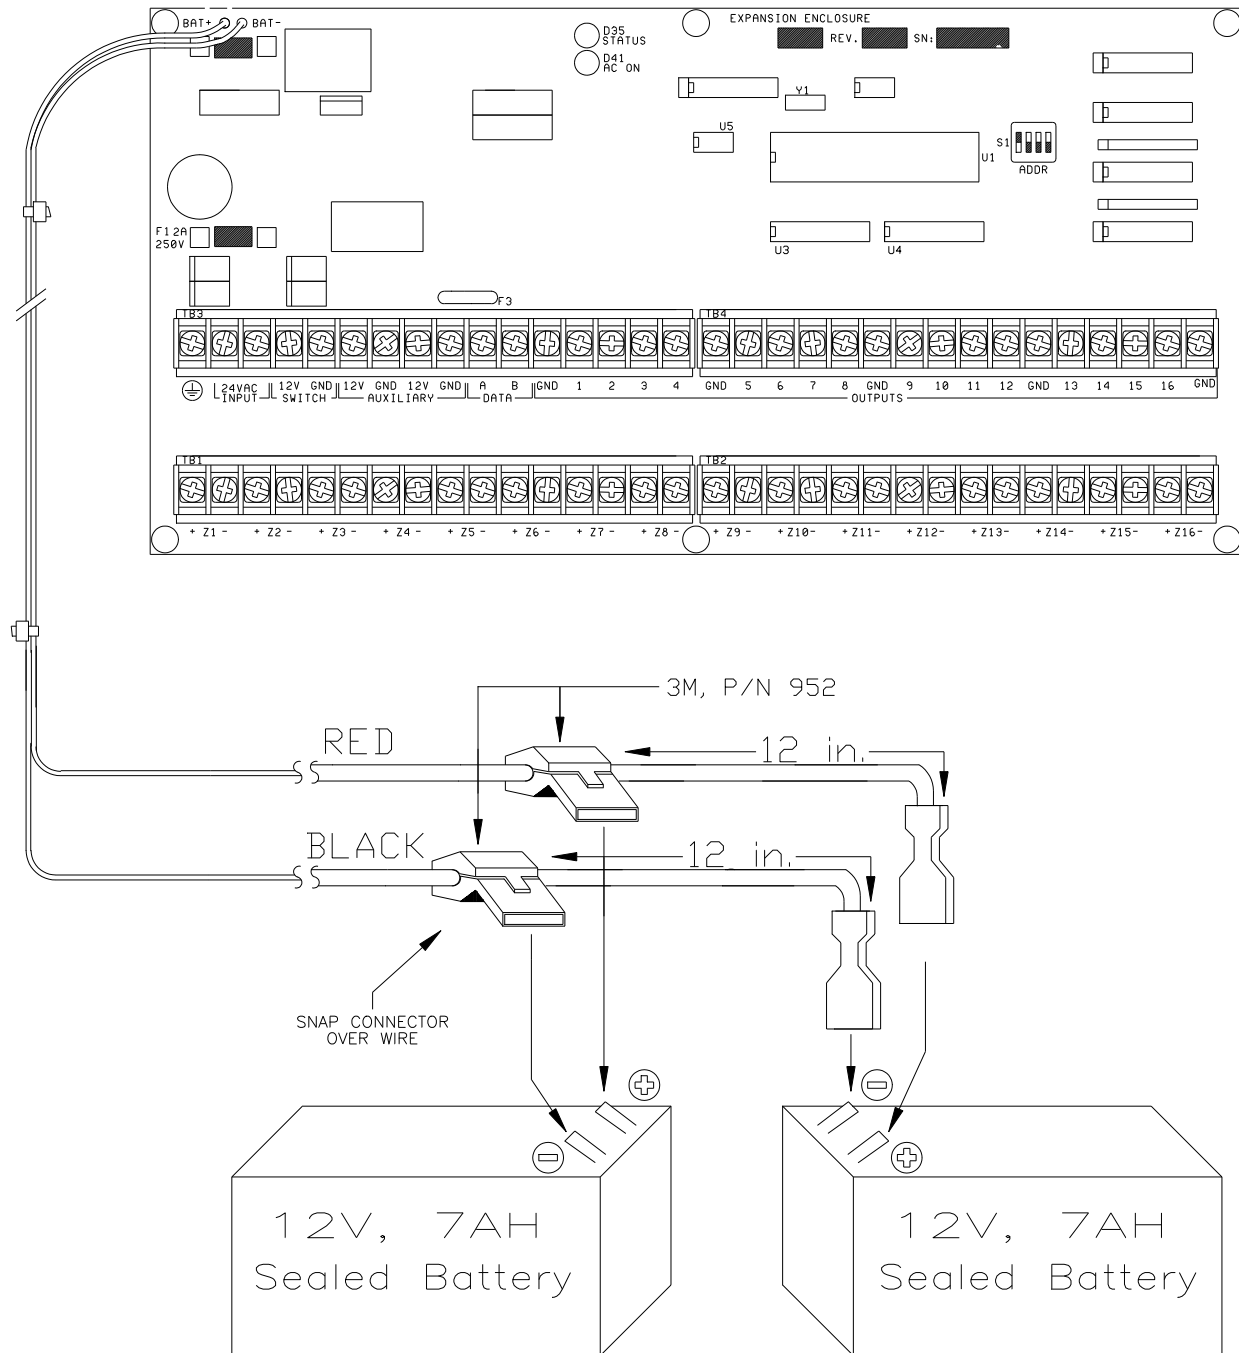 BAT+ BAT-
D35
STATUS
D41
AC ON
EXPANSION ENCLOSURE
REV. SN:
Y1
U5
U1
S1
ADDR
U3 U4
F1 2A
250V
F3
TB3 TB4
24VAC
INPUT
12V GND
SWITCH
12V GND 12V GND
AUXILIARY
A B
DATA
GND 1 2 3 4 GND 5 6 7 8 GND 9 10 11 12 GND 13 14 15 16 GND
OUTPUTS
TB1 TB2
+ Z1 - + Z2 - + Z3 - + Z4 - + Z5 - + Z6 - + Z7 - + Z8 - + Z9 - + Z10- + Z11- + Z12- + Z13- + Z14- + Z15- + Z16-
3M, P/N 952
RED
12 in.
BLACK
12 in.
SNAP CONNECTOR
OVER WIRE
+ -
- +
12V, 7AH
Sealed Battery
12V, 7AH
Sealed Battery